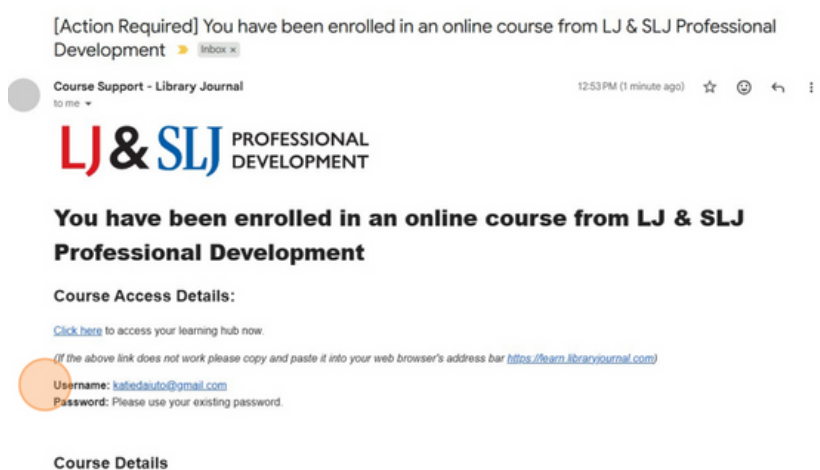 [Action Required] You have been enrolled in an online course from LJ & SLJ Professional
Development Inbox ×
Course Support - Library Journal 12:53 PM (1 minute ago)
to me
LJ & SLJ PROFESSIONAL
DEVELOPMENT
You have been enrolled in an online course from LJ & SLJ
Professional Development
Course Access Details:
Click here to access your learning hub now.
(If the above link does not work please copy and paste it into your web browser's address bar https://learn.libraryjournal.com)
Username: katiedaiuto@gmail.com
Password: Please use your existing password.
Course Details